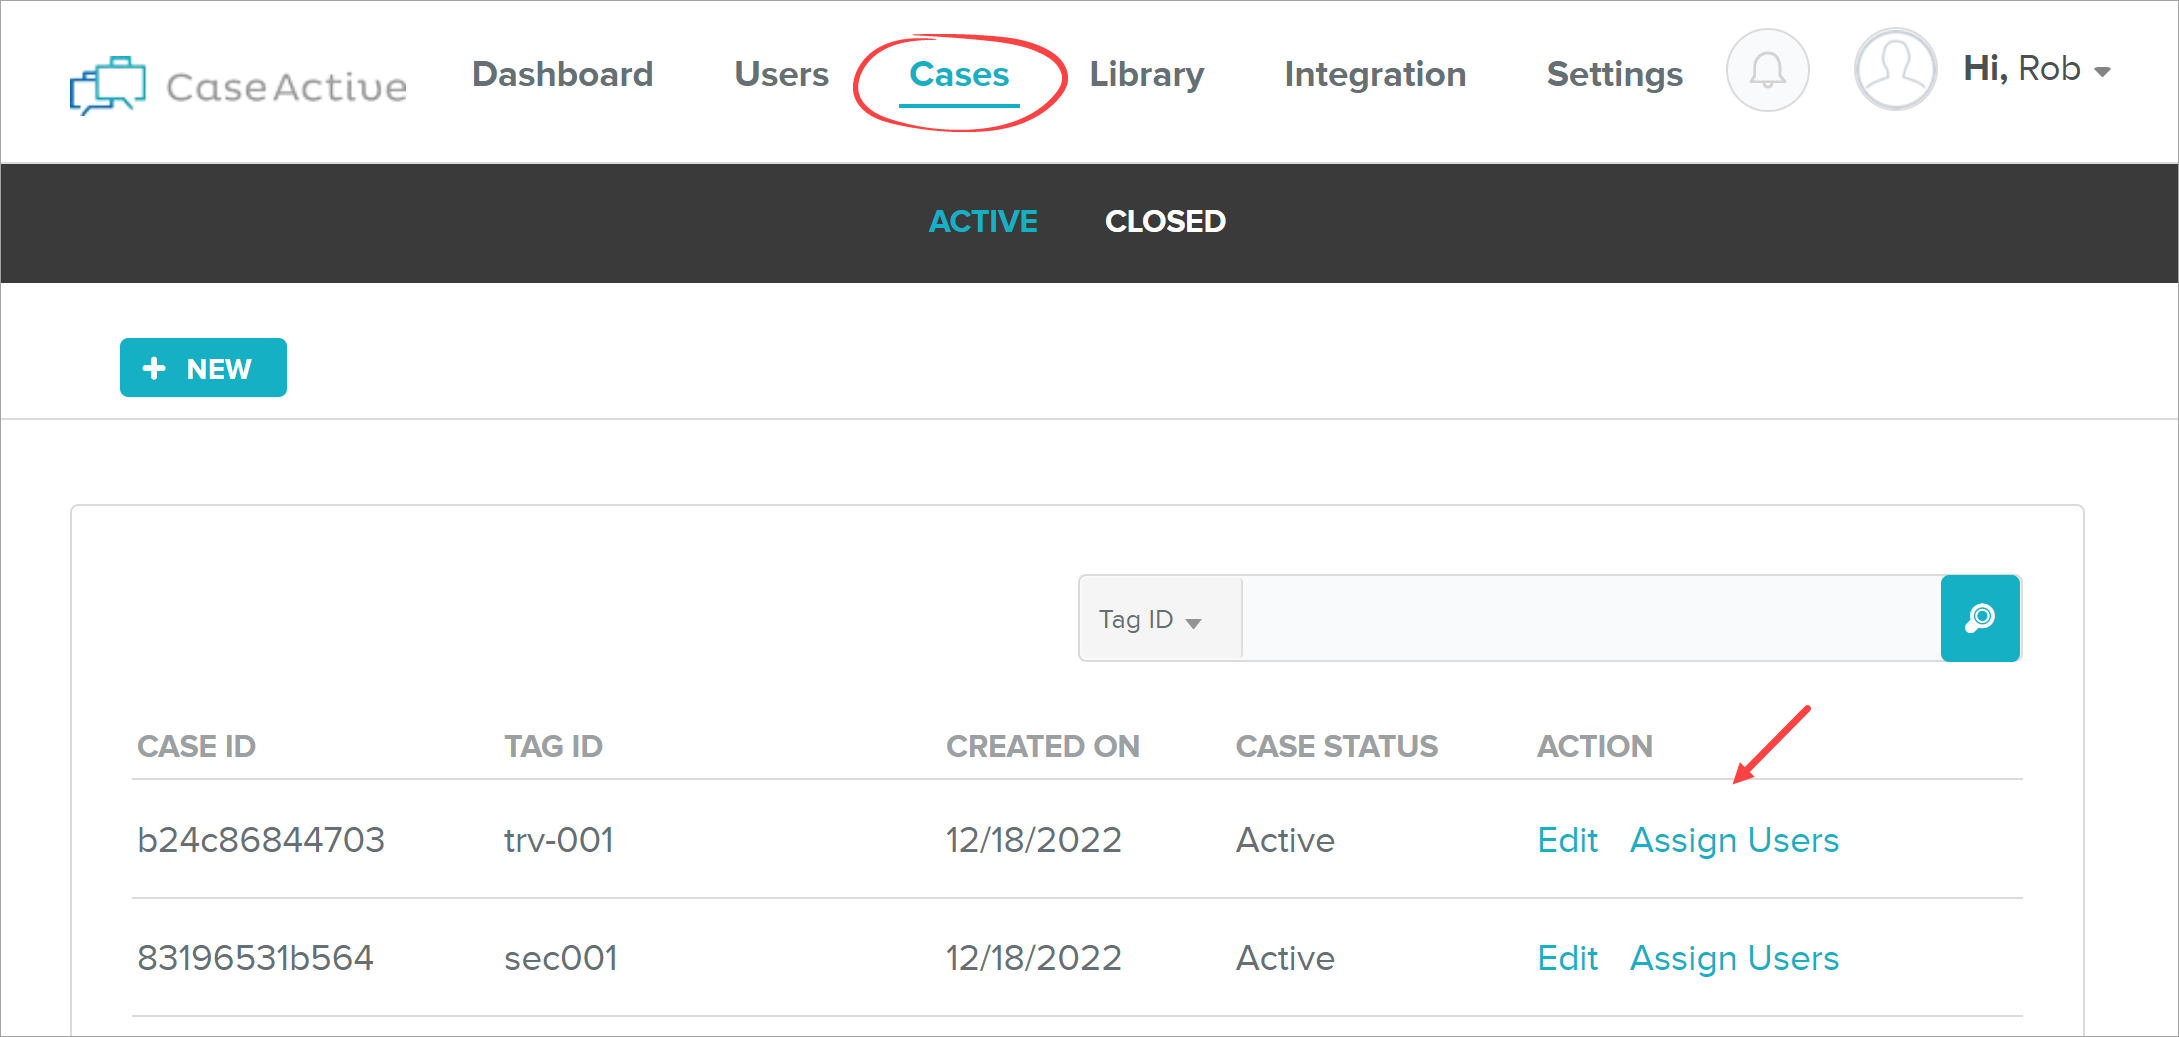 CaseActive Dashboard Users Cases Library Integration Settings Hi, Rob
ACTIVE CLOSED
+ NEW
Tag ID
CASE ID TAG ID CREATED ON CASE STATUS ACTION
b24c86844703 trv-001 12/18/2022 Active Edit Assign Users
83196531b564 sec001 12/18/2022 Active Edit Assign Users